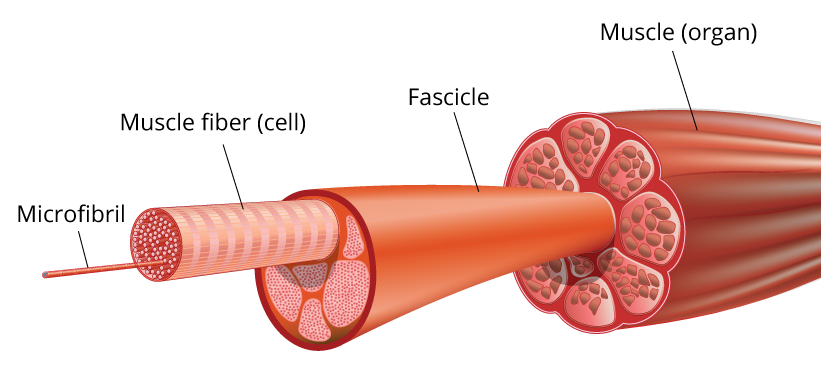 Muscle (organ)
Fascicle
Muscle fiber (cell)
Microfibril